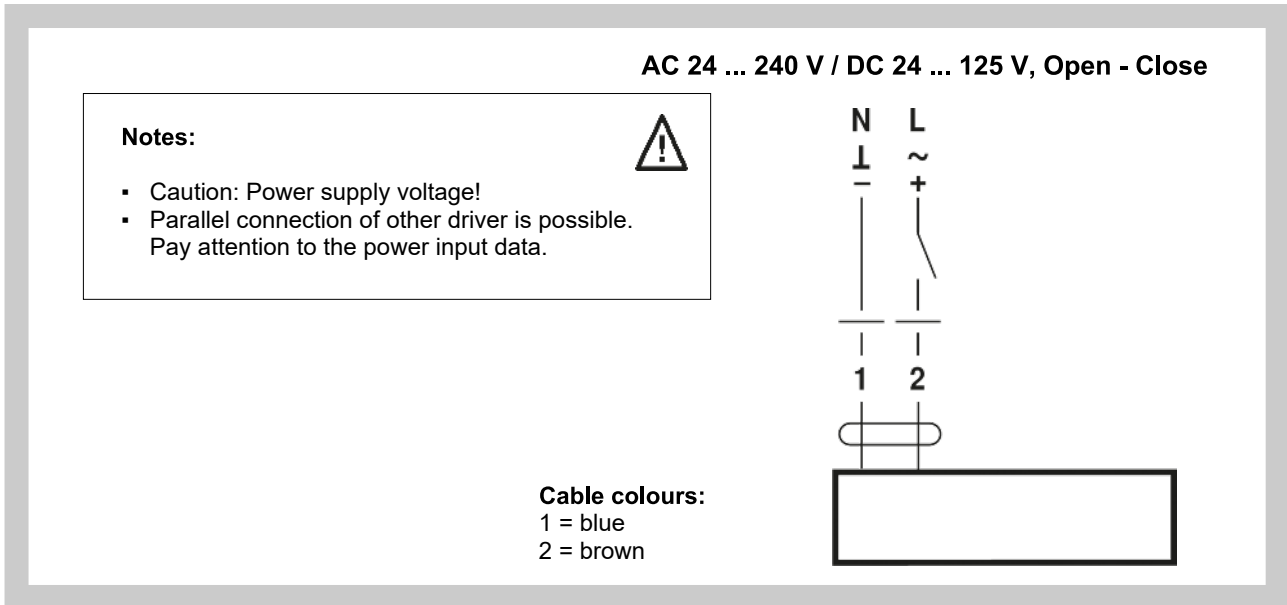 AC 24 ... 240 V / DC 24 ... 125 V, Open - Close
Notes:
▪ Caution: Power supply voltage!
▪ Parallel connection of other driver is possible.
Pay attention to the power input data.
N L
⊥ ~
– +
1 2
Cable colours:
1 = blue
2 = brown